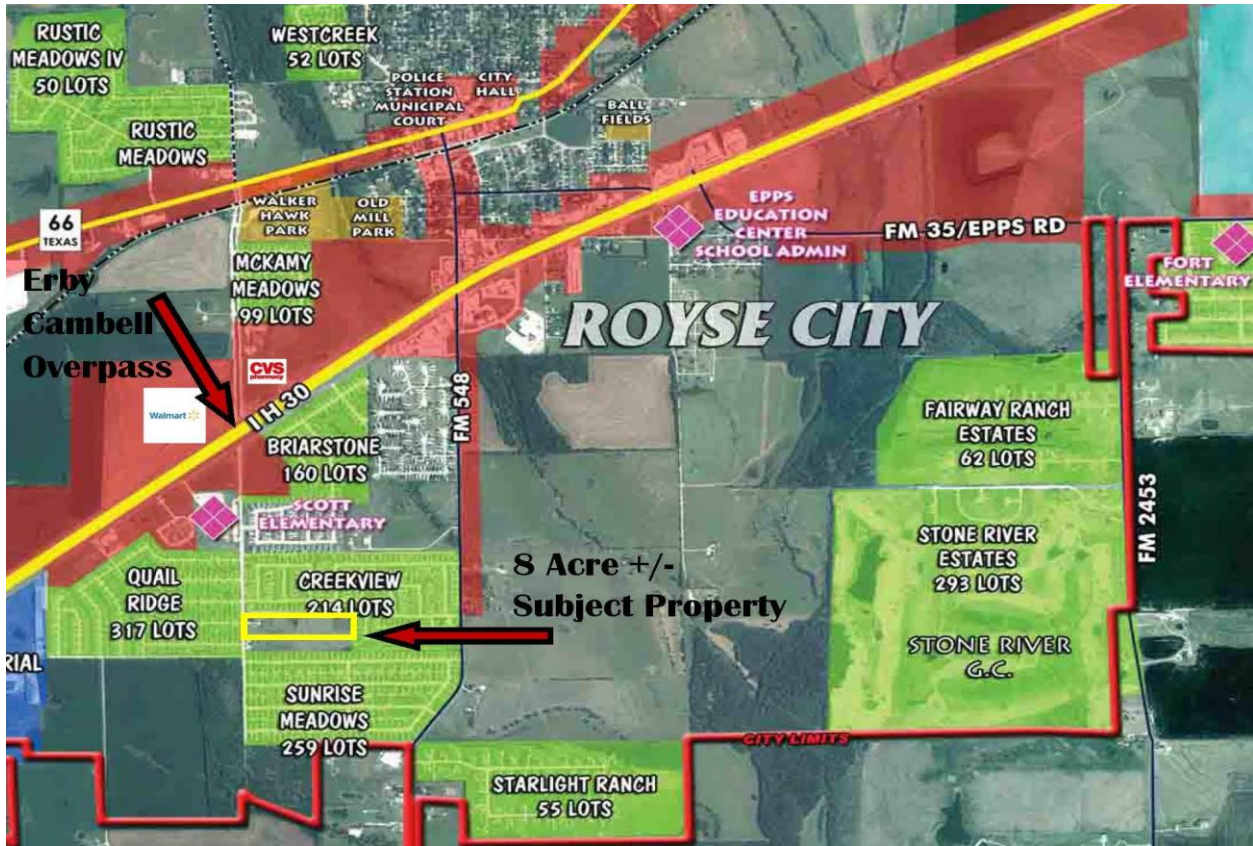 RUSTIC
MEADOWS IV
50 LOTS
WESTCREEK
52 LOTS
POLICE
STATION
MUNICIPAL
COURT
CITY
HALL
BALL
FIELDS
RUSTIC
MEADOWS
66
TEXAS
WALKER
HAWK
PARK
OLD
MILL
PARK
EPPS
EDUCATION
CENTER
SCHOOL ADMIN
FM 35/EPPS RD
FORT
ELEMENTARY
MCKAMY
MEADOWS
99 LOTS
Erby
Cambell
Overpass
ROYSE CITY
CVS
pharmacy
Walmart
I H 30
FM 548
BRIARSTONE
160 LOTS
FAIRWAY RANCH
ESTATES
62 LOTS
SCOTT
ELEMENTARY
FM 2453
STONE RIVER
ESTATES
293 LOTS
QUAIL
RIDGE
317 LOTS
CREEKVIEW
214 LOTS
8 Acre +/-
Subject Property
STONE RIVER
G.C.
RIAL
SUNRISE
MEADOWS
259 LOTS
CITY LIMITS
STARLIGHT RANCH
55 LOTS